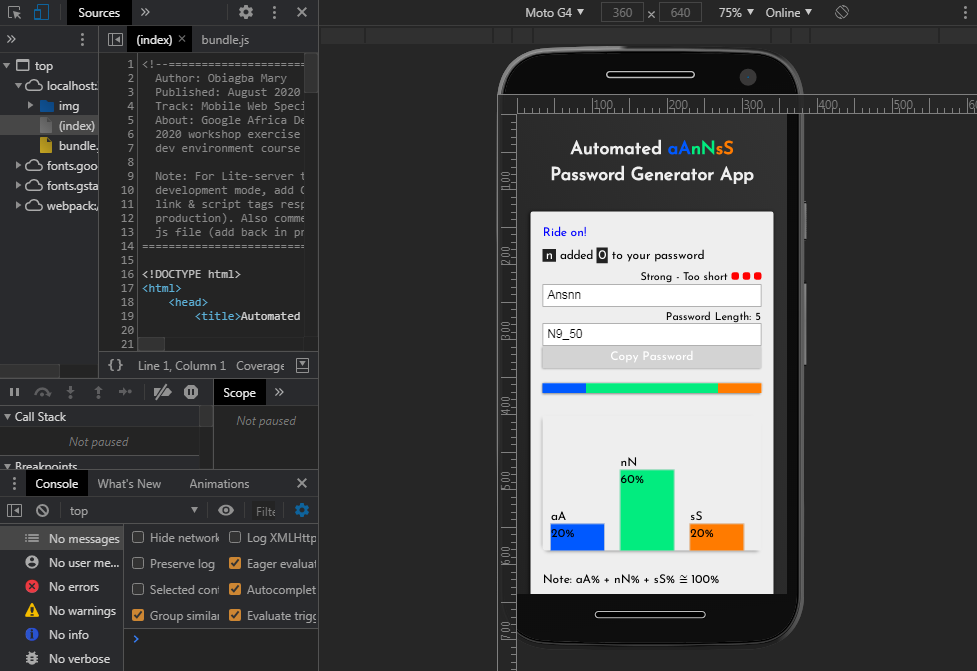 Sources
Moto G4
360
640
75%
Online
(index)
bundle.js
top
localhost:
img
(index)
bundle.
fonts.goo
fonts.gsta
webpack:/
1 <!--========================
2 Author: Obiagba Mary
3 Published: August 2020
4 Track: Mobile Web Speci
5 About: Google Africa De
6 2020 workshop exercise
7 dev environment course
8
9 Note: For Lite-server t
10 development mode, add C
11 link & script tags resp
12 production). Also comme
13 js file (add back in pr
14 ========================
15
16 <!DOCTYPE html>
17 <html>
18 <head>
19 <title>Automated
20
21
{} Line 1, Column 1 Coverage
Scope
Call Stack
Not paused
Not paused
Breakpoints
Console
What's New
Animations
top
Filte
No messages
No user me...
No errors
No warnings
No info
No verbose
Hide network
Log XMLHttp
Preserve log
Eager evaluat
Selected cont
Autocomplet
Group similar
Evaluate trigg
100 200 300 400 500
100
200
300
400
500
600
700
Automated aAnNsS
Password Generator App
Ride on!
n added 0 to your password
Strong - Too short
Ansnn
Password Length: 5
N9_50
Copy Password
nN
60%
aA
20%
sS
20%
Note: aA% + nN% + sS% ≅ 100%